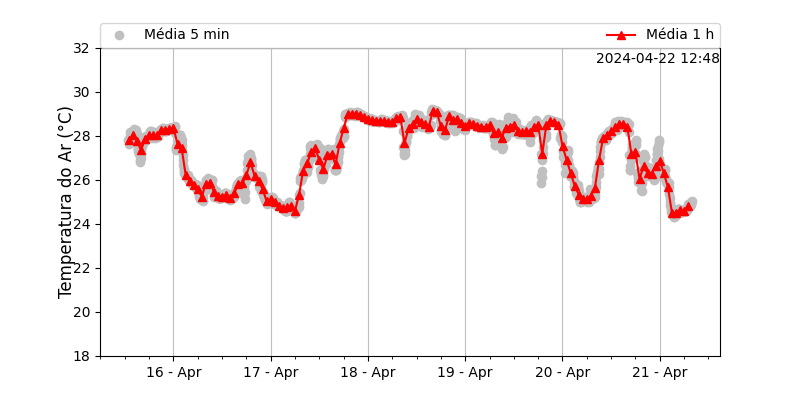 Média 5 min
Média 1 h
2024-04-22 12:48
Temperatura do Ar (°C)
32
30
28
26
24
22
20
18
16 - Apr
17 - Apr
18 - Apr
19 - Apr
20 - Apr
21 - Apr